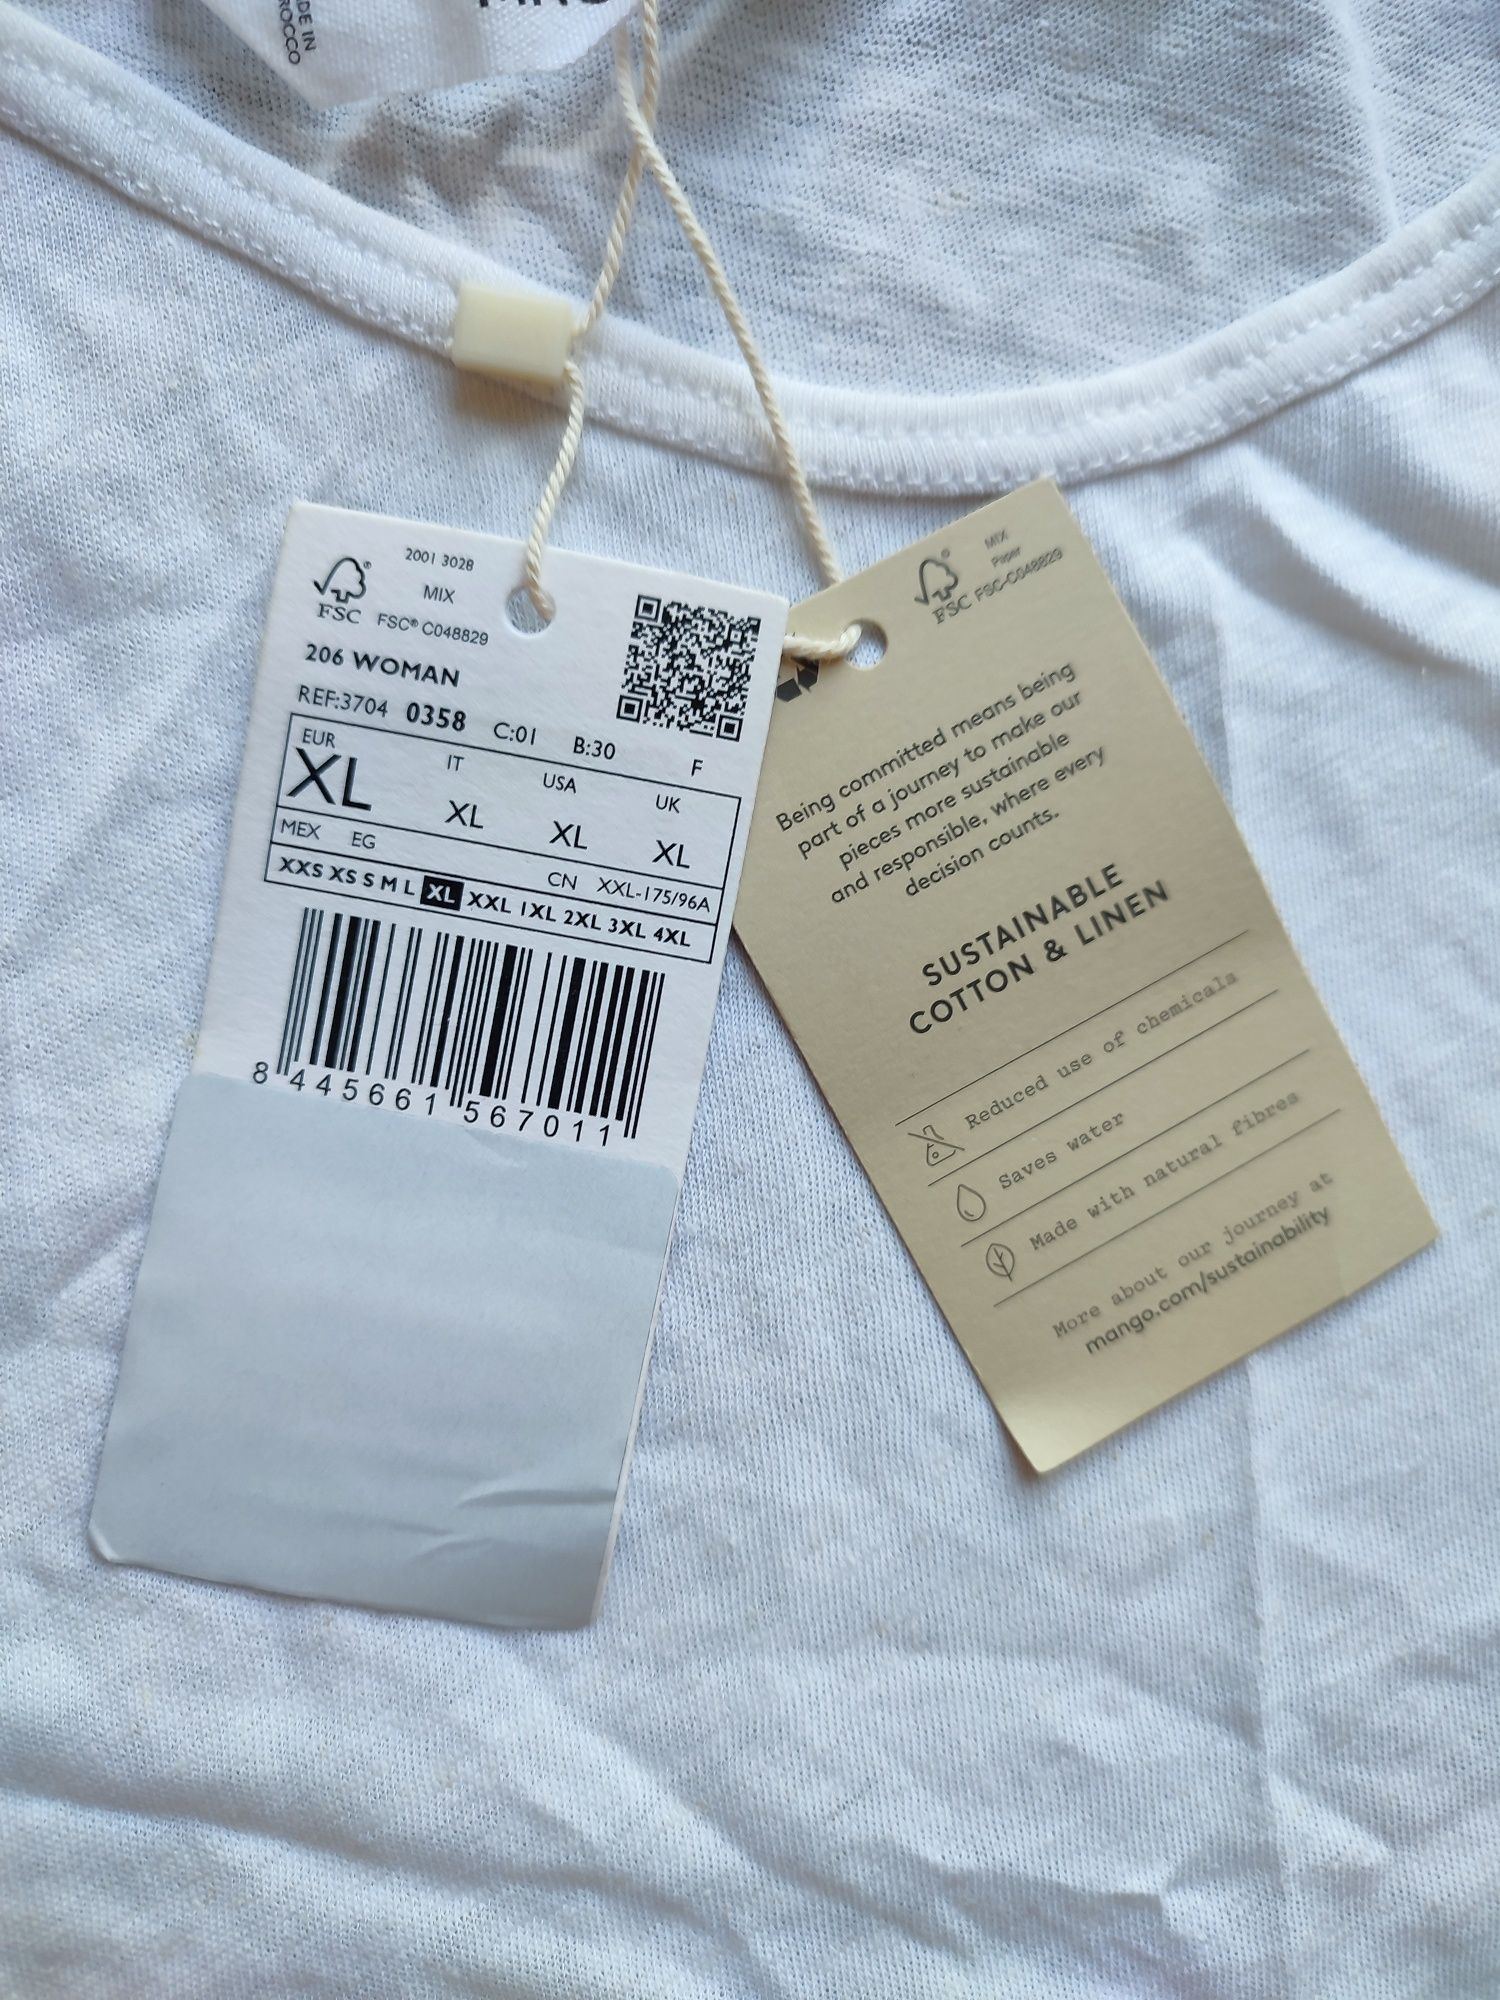 DE IN
ROCCO
2001 3028
MIX
FSC
FSC® C048829
206 WOMAN
REF:3704 0358 C:01 B:30 F
EUR IT USA UK
XL XL XL XL
MEX EG CN XXL-175/96A
XXS XS S M L XL XXL 1XL 2XL 3XL 4XL
8 445661 567011
MIX
Paper
FSC FSC-C048829
Being committed means being
part of a journey to make our
pieces more sustainable
and responsible, where every
decision counts.
SUSTAINABLE
COTTON & LINEN
Reduced use of chemicals
Saves water
Made with natural fibres
More about our journey at
mango.com/sustainability